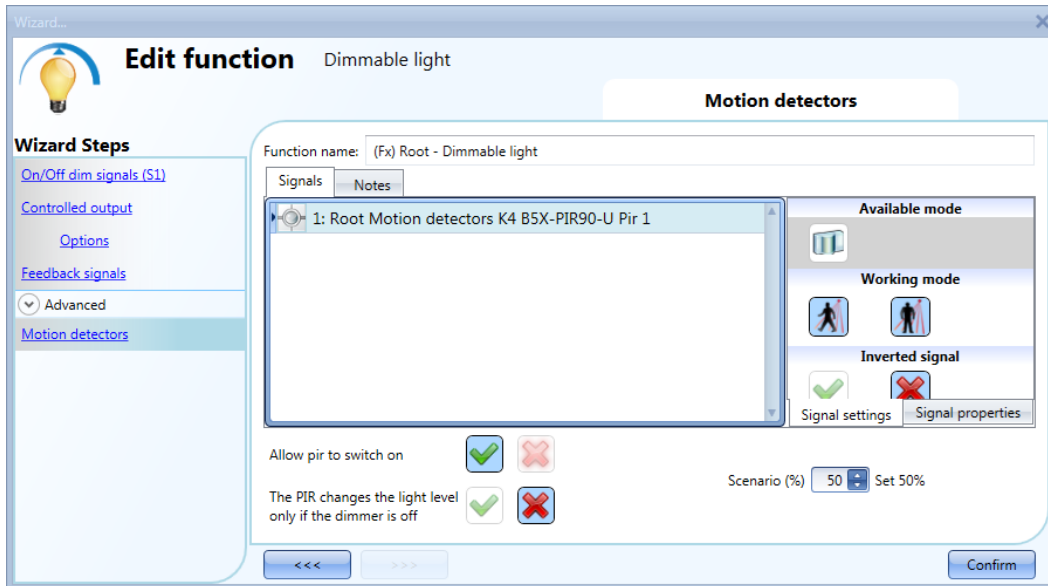 Wizard...
Edit function Dimmable light
Motion detectors
Wizard Steps
On/Off dim signals (S1)
Controlled output
Options
Feedback signals
Advanced
Motion detectors
Function name: (Fx) Root - Dimmable light
Signals Notes
1: Root Motion detectors K4 B5X-PIR90-U Pir 1
Available mode
Working mode
Inverted signal
Signal settings Signal properties
Allow pir to switch on
The PIR changes the light level
only if the dimmer is off
Scenario (%) 50 Set 50%
<<< >>> Confirm